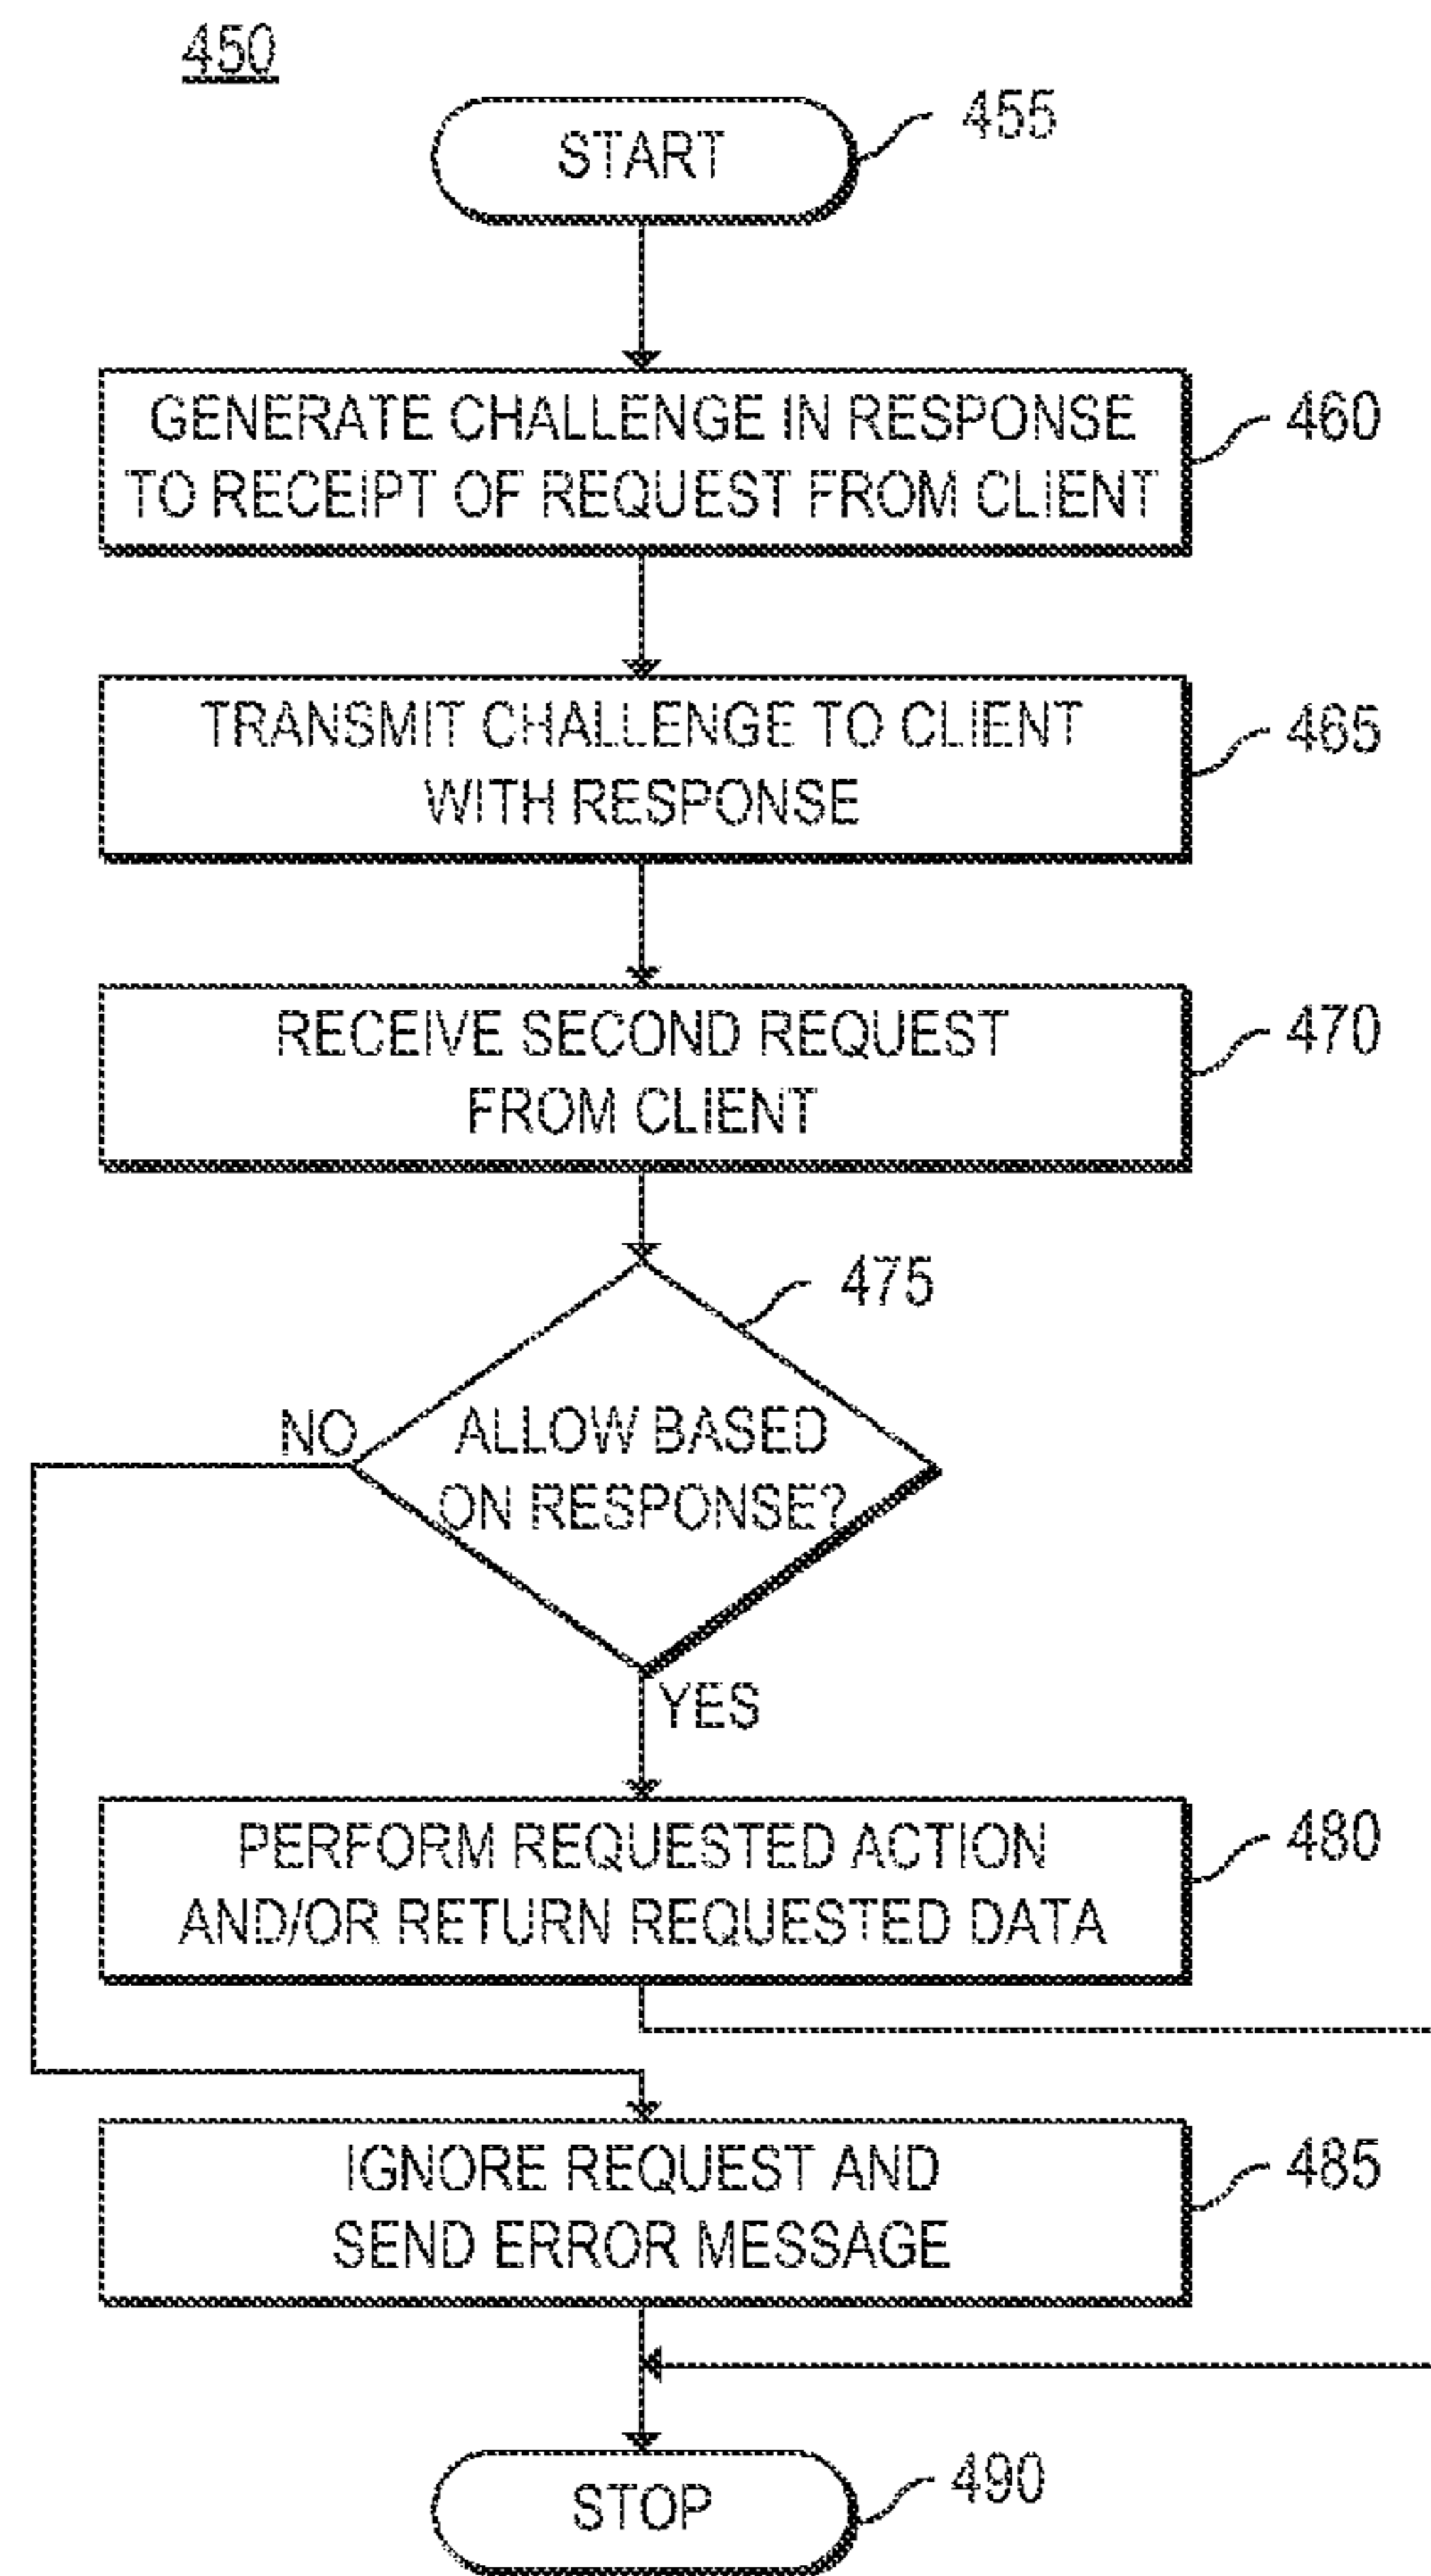 450
START
455
GENERATE CHALLENGE IN RESPONSE
TO RECEIPT OF REQUEST FROM CLIENT
460
TRANSMIT CHALLENGE TO CLIENT
WITH RESPONSE
465
RECEIVE SECOND REQUEST
FROM CLIENT
470
475
NO
ALLOW BASED
ON RESPONSE?
YES
PERFORM REQUESTED ACTION
AND/OR RETURN REQUESTED DATA
480
IGNORE REQUEST AND
SEND ERROR MESSAGE
485
STOP
490